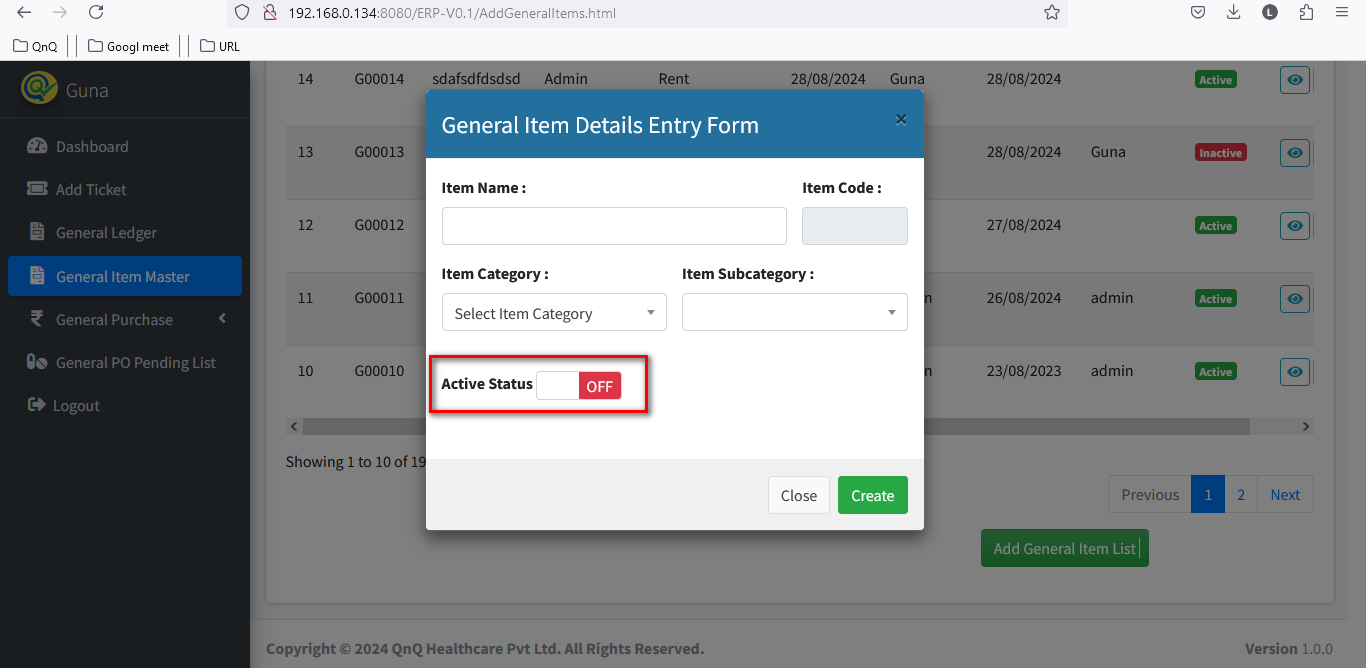 192.168.0.134:8080/ERP-V0.1/AddGeneralItems.html
L
QnQ
Googl meet
URL
Guna
Dashboard
Add Ticket
General Ledger
General Item Master
General Purchase
General PO Pending List
Logout
14 G00014 sdafsdfdsdsd Admin Rent 28/08/2024 Guna 28/08/2024 Active
13 G00013 28/08/2024 Guna Inactive
12 G00012 27/08/2024 Active
11 G00011 n 26/08/2024 admin Active
10 G00010 n 23/08/2023 admin Active
General Item Details Entry Form ×
Item Name : Item Code :
Item Category : Item Subcategory :
Select Item Category
Active Status OFF
Close Create
Showing 1 to 10 of 19
Previous 1 2 Next
Add General Item List
Copyright © 2024 QnQ Healthcare Pvt Ltd. All Rights Reserved. Version 1.0.0